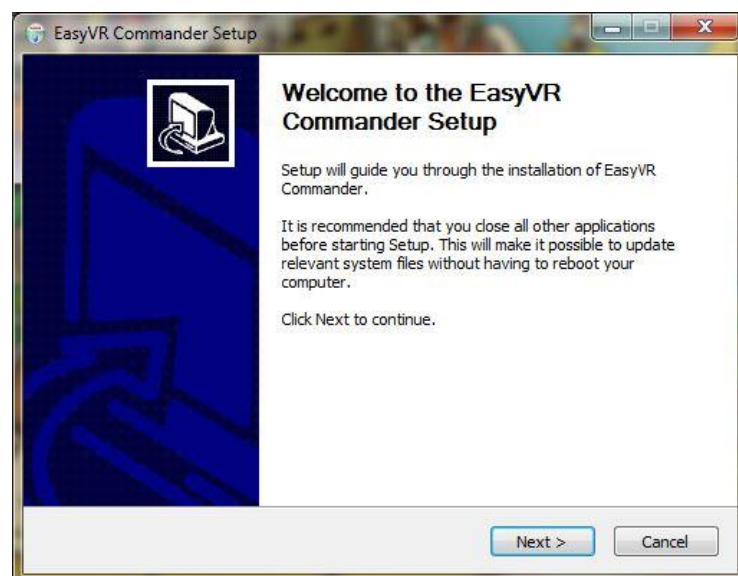 EasyVR Commander Setup
Welcome to the EasyVR
Commander Setup
Setup will guide you through the installation of EasyVR
Commander.
It is recommended that you close all other applications
before starting Setup. This will make it possible to update
relevant system files without having to reboot your
computer.
Click Next to continue.
Next >
Cancel